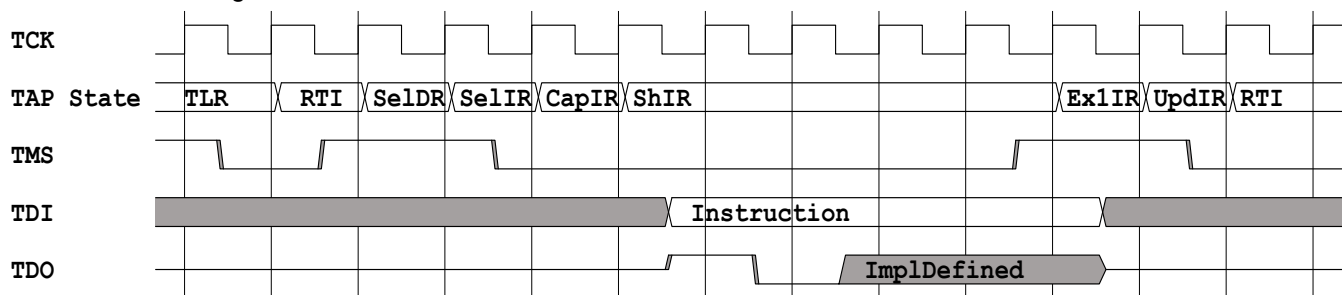 TCK
TAP State TLR RTI SelDR SelIR CapIR ShIR Ex1IR UpdIR RTI
TMS
TDI Instruction
TDO ImplDefined